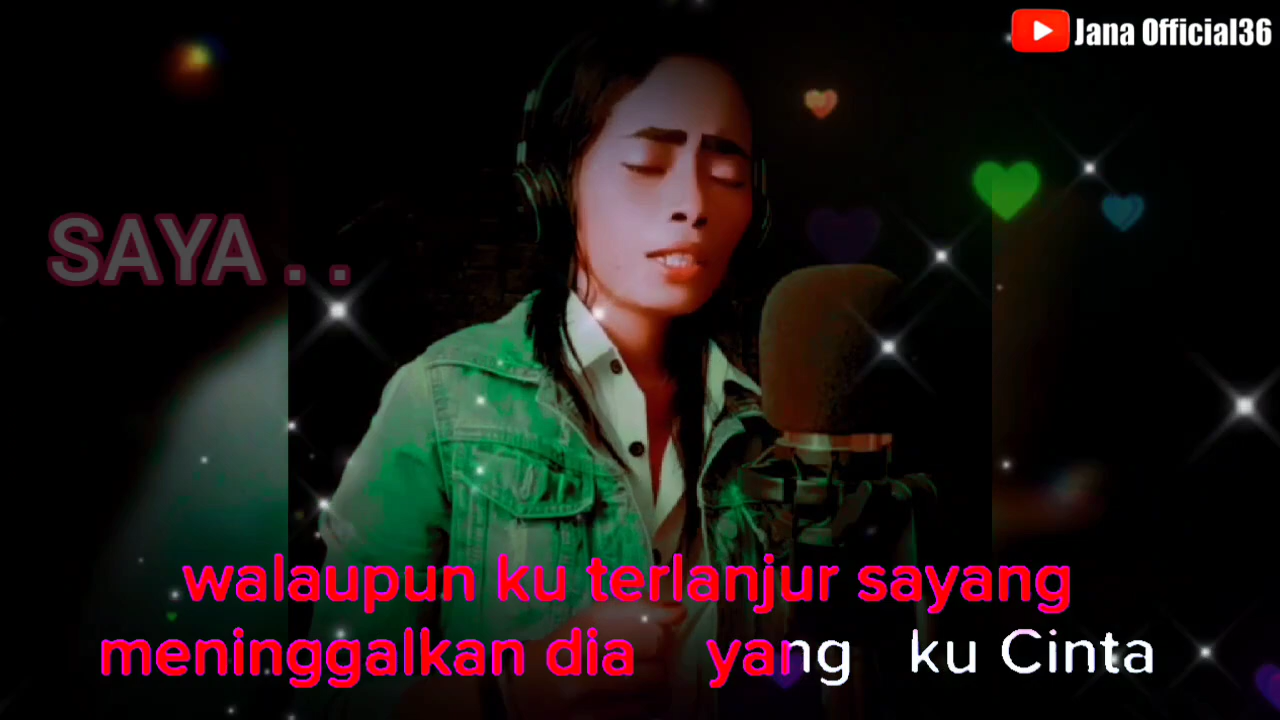 Jana Official36
SAYA . .
walaupun ku terlanjur sayang
meninggalkan dia yang ku Cinta